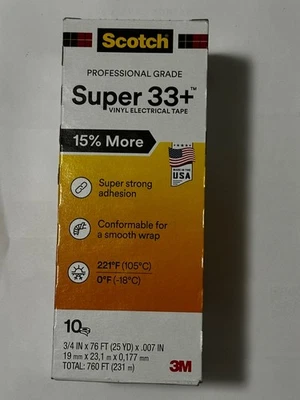 Scotch
PROFESSIONAL GRADE
Super 33+™
VINYL ELECTRICAL TAPE
15% More
USA
Super strong
adhesion
Conformable for
a smooth wrap
221°F (105°C)
0°F (-18°C)
10
3/4 IN x 76 FT (25 YD) x .007 IN
19 mm x 23,1 m x 0,177 mm
TOTAL: 760 FT (231 m)
3M